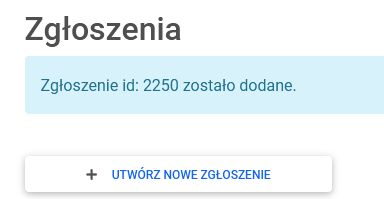 Zgłoszenia
Zgłoszenie id: 2250 zostało dodane.
+ UTWÓRZ NOWE ZGŁOSZENIE